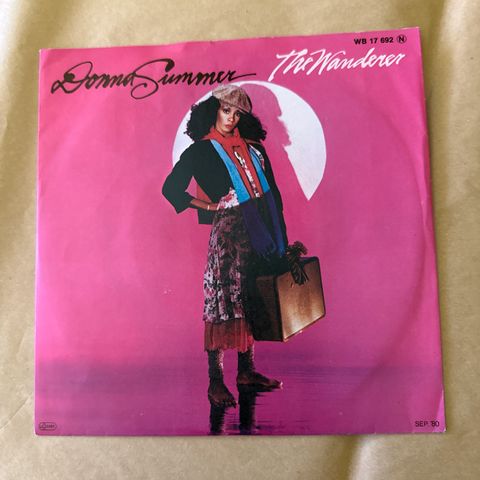 WB 17 692 N
Donna Summer
The Wanderer
SEP. '80